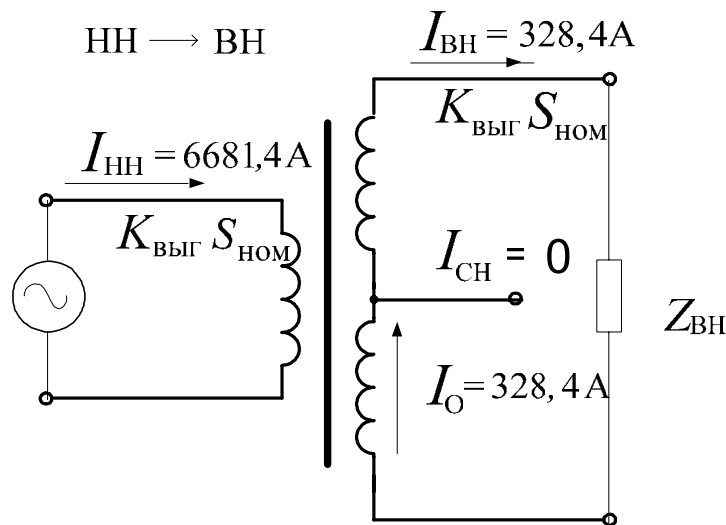 НН → ВН
I_ВН = 328,4А
K_выг S_ном
I_НН = 6681,4А
K_выг S_ном
I_СН = 0
Z_ВН
I_О = 328,4А